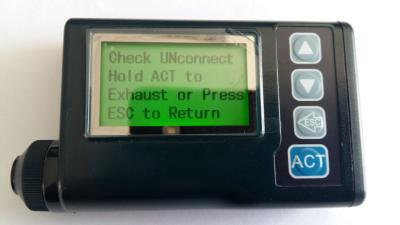 Check UNconnect
Hold ACT to
Exhaust or Press
ESC to Return
ESC
ACT